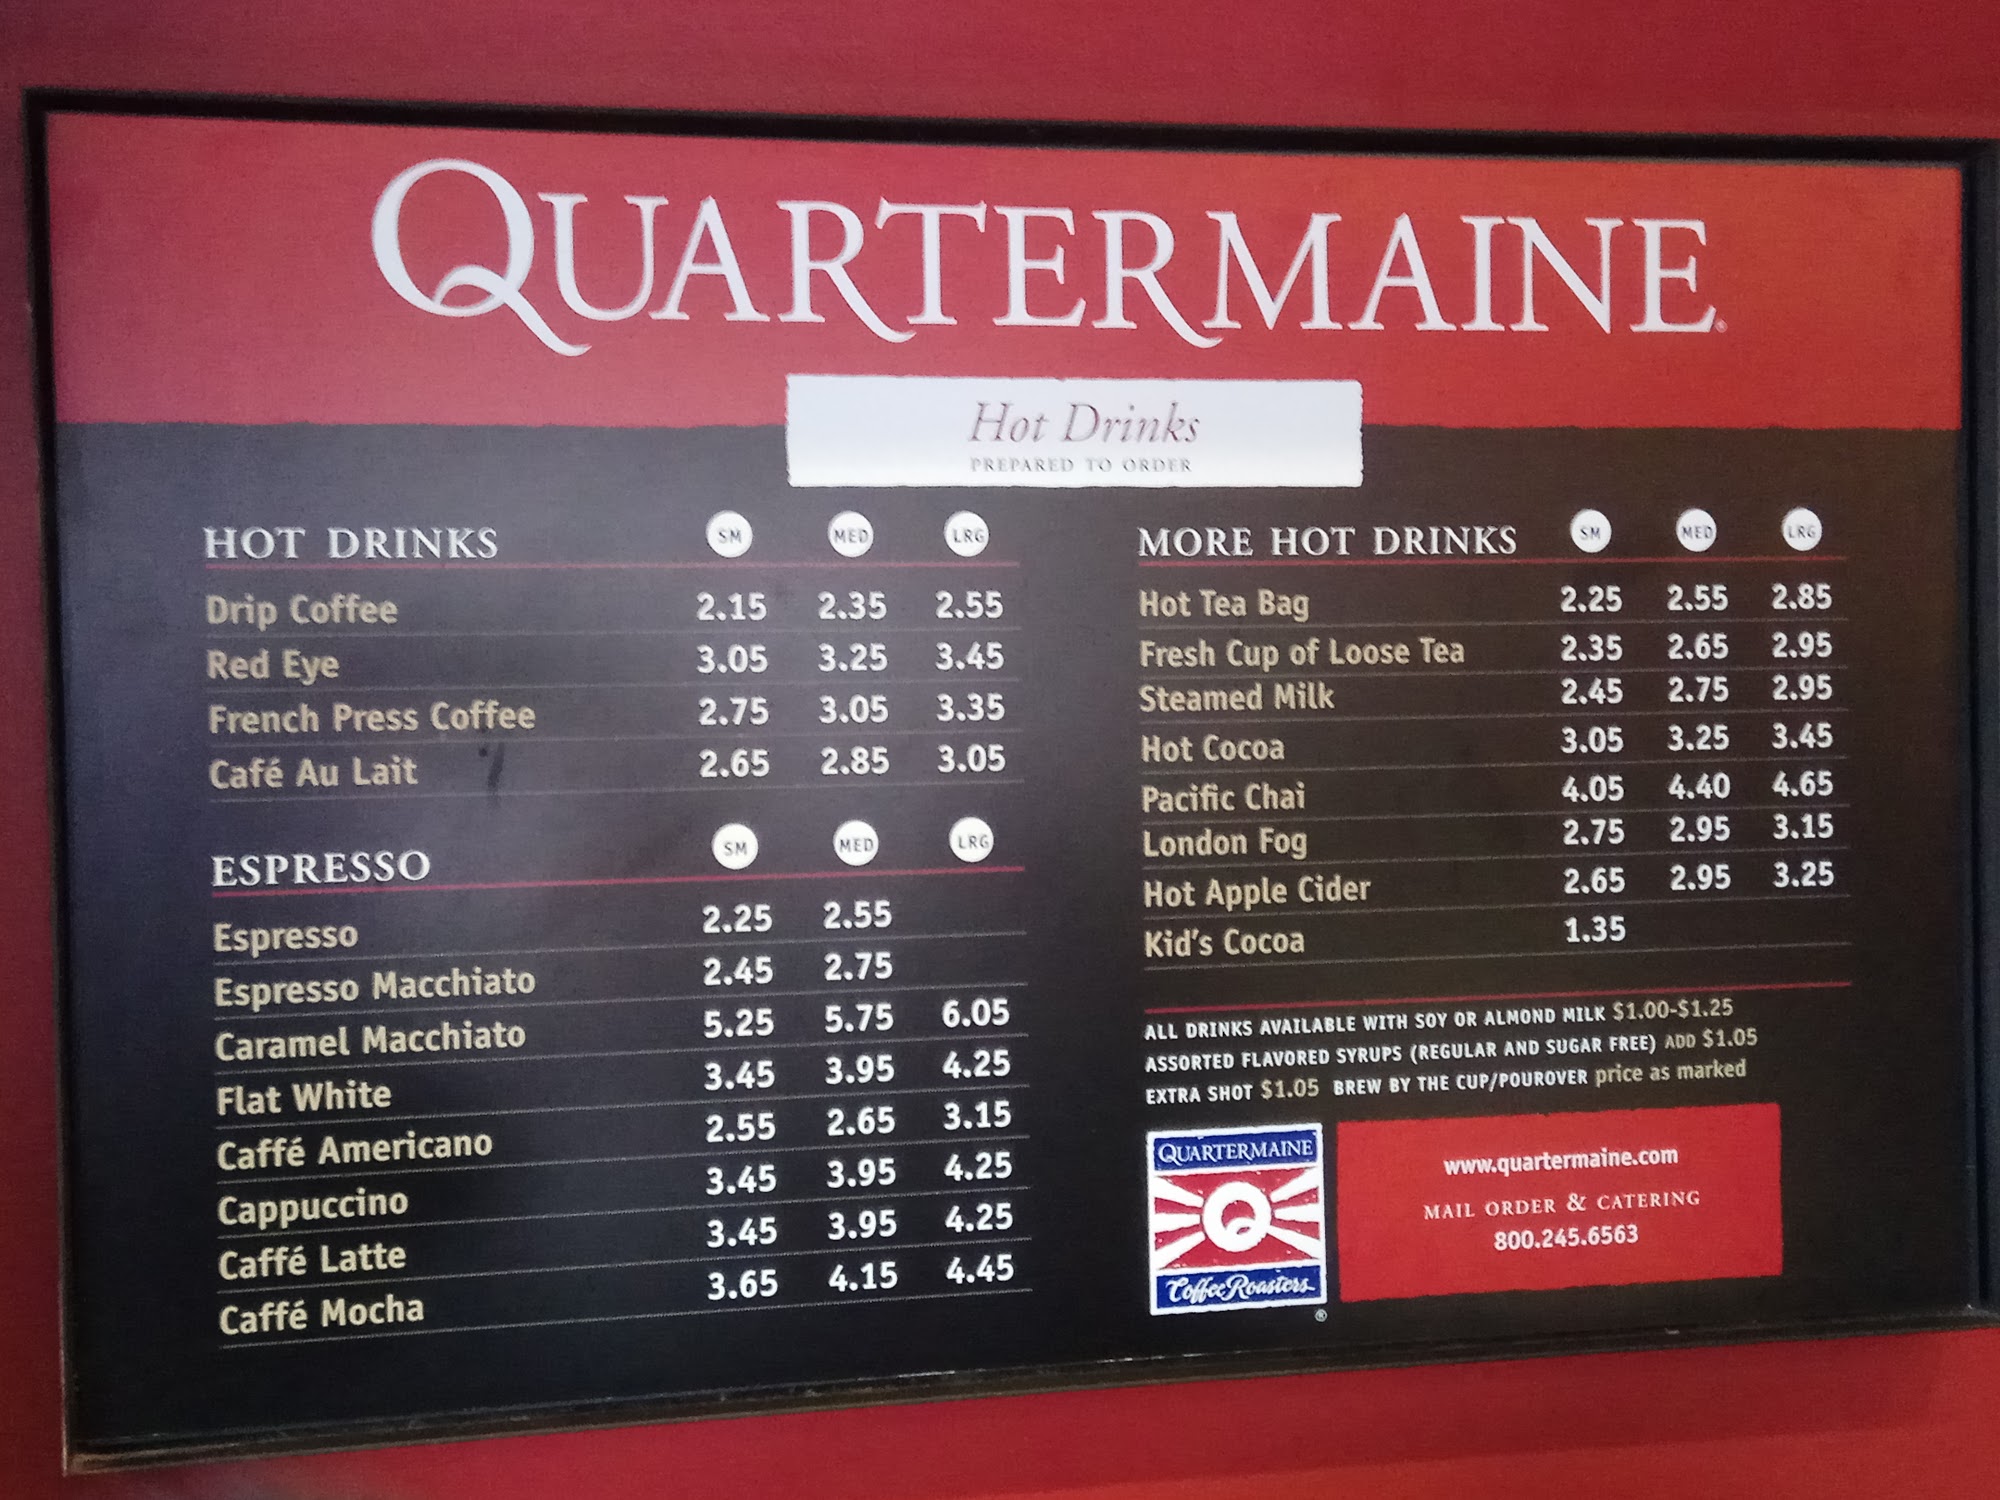 QUARTERMAINE®
Hot Drinks
PREPARED TO ORDER
HOT DRINKS SM MED LRG
Drip Coffee 2.15 2.35 2.55
Red Eye 3.05 3.25 3.45
French Press Coffee 2.75 3.05 3.35
Café Au Lait 2.65 2.85 3.05
ESPRESSO SM MED LRG
Espresso 2.25 2.55
Espresso Macchiato 2.45 2.75
Caramel Macchiato 5.25 5.75 6.05
Flat White 3.45 3.95 4.25
Caffé Americano 2.55 2.65 3.15
Cappuccino 3.45 3.95 4.25
Caffé Latte 3.45 3.95 4.25
Caffé Mocha 3.65 4.15 4.45
MORE HOT DRINKS SM MED LRG
Hot Tea Bag 2.25 2.55 2.85
Fresh Cup of Loose Tea 2.35 2.65 2.95
Steamed Milk 2.45 2.75 2.95
Hot Cocoa 3.05 3.25 3.45
Pacific Chai 4.05 4.40 4.65
London Fog 2.75 2.95 3.15
Hot Apple Cider 2.65 2.95 3.25
Kid's Cocoa 1.35
ALL DRINKS AVAILABLE WITH SOY OR ALMOND MILK $1.00-$1.25
ASSORTED FLAVORED SYRUPS (REGULAR AND SUGAR FREE) ADD $1.05
EXTRA SHOT $1.05 BREW BY THE CUP/POUROVER price as marked
QUARTERMAINE
Q
Coffee Roasters
®
www.quartermaine.com
MAIL ORDER & CATERING
800.245.6563